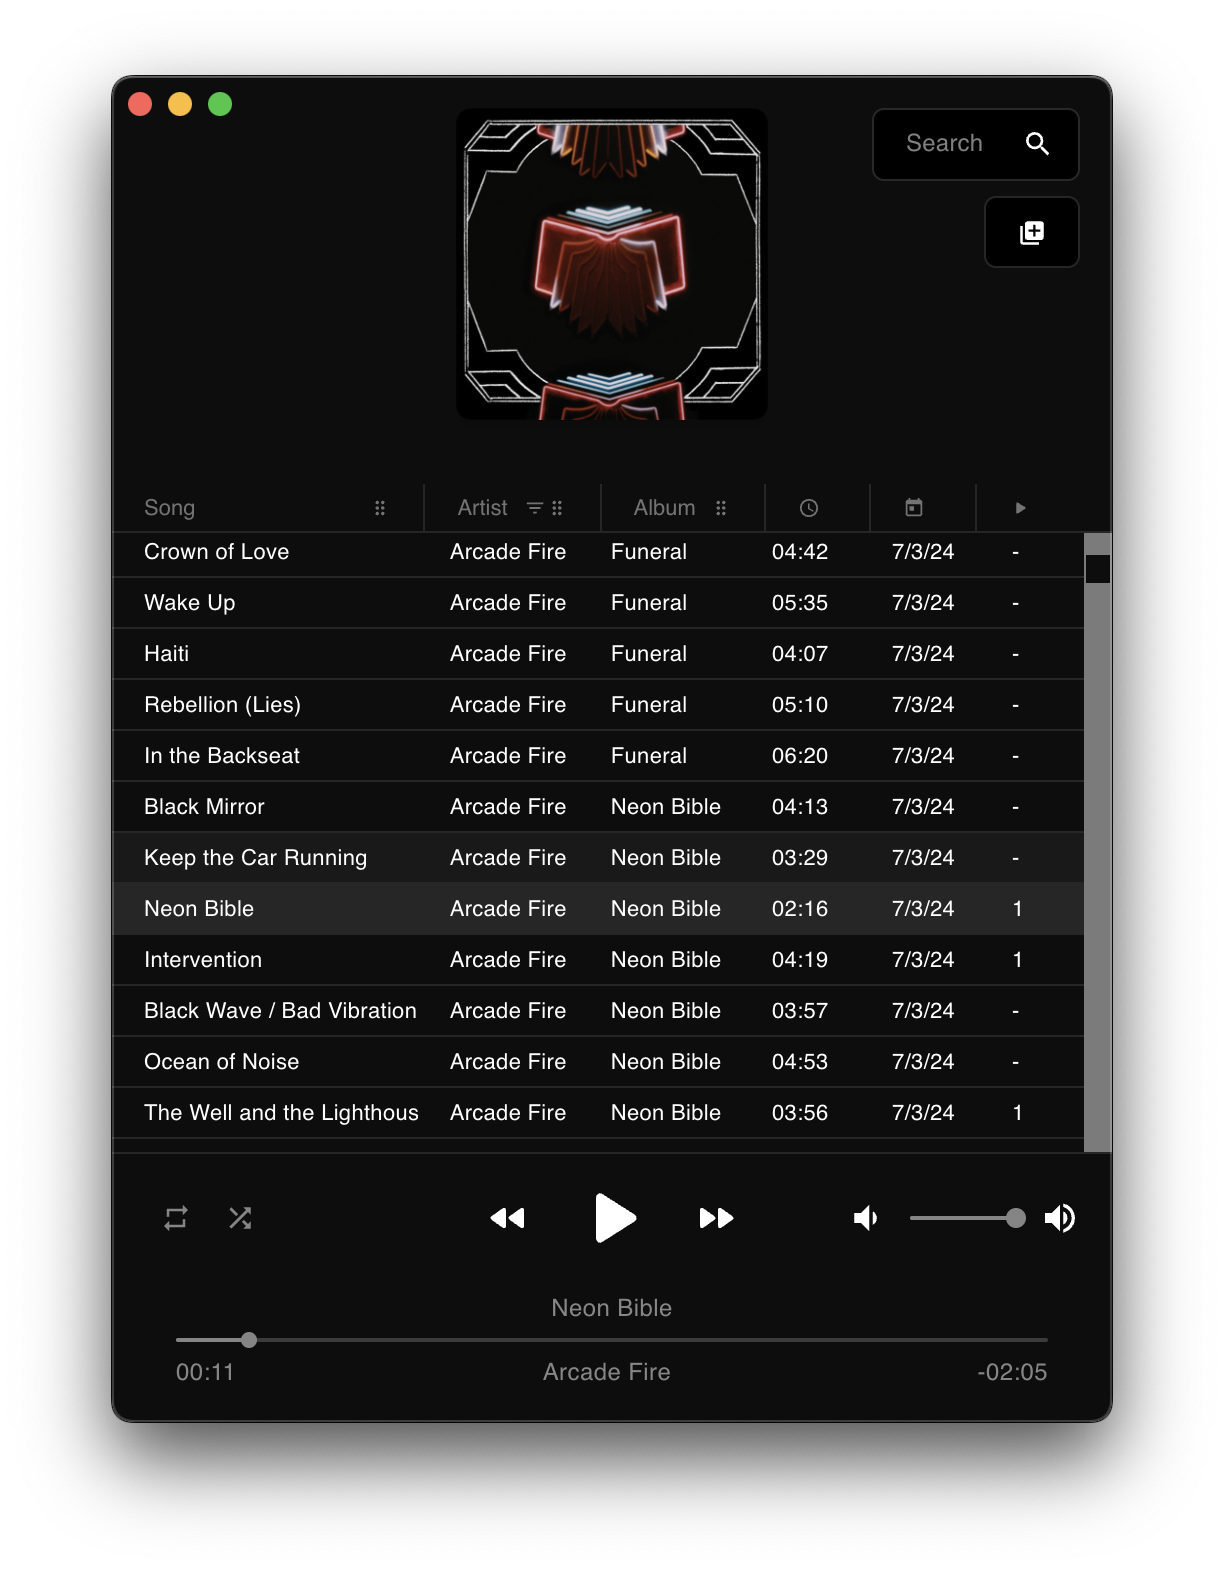 Search
Song Artist Album
Crown of Love Arcade Fire Funeral 04:42 7/3/24 -
Wake Up Arcade Fire Funeral 05:35 7/3/24 -
Haiti Arcade Fire Funeral 04:07 7/3/24 -
Rebellion (Lies) Arcade Fire Funeral 05:10 7/3/24 -
In the Backseat Arcade Fire Funeral 06:20 7/3/24 -
Black Mirror Arcade Fire Neon Bible 04:13 7/3/24 -
Keep the Car Running Arcade Fire Neon Bible 03:29 7/3/24 -
Neon Bible Arcade Fire Neon Bible 02:16 7/3/24 1
Intervention Arcade Fire Neon Bible 04:19 7/3/24 1
Black Wave / Bad Vibration Arcade Fire Neon Bible 03:57 7/3/24 -
Ocean of Noise Arcade Fire Neon Bible 04:53 7/3/24 -
The Well and the Lighthous Arcade Fire Neon Bible 03:56 7/3/24 1
Neon Bible
00:11 Arcade Fire -02:05